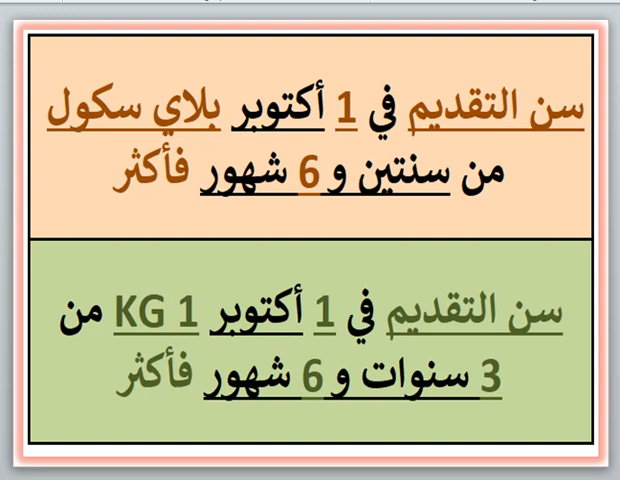 سن التقديم في 1 أكتوبر بلاي سكول
من سنتين و 6 شهور فأكثر
سن التقديم في 1 أكتوبر KG 1 من
3 سنوات و 6 شهور فأكثر